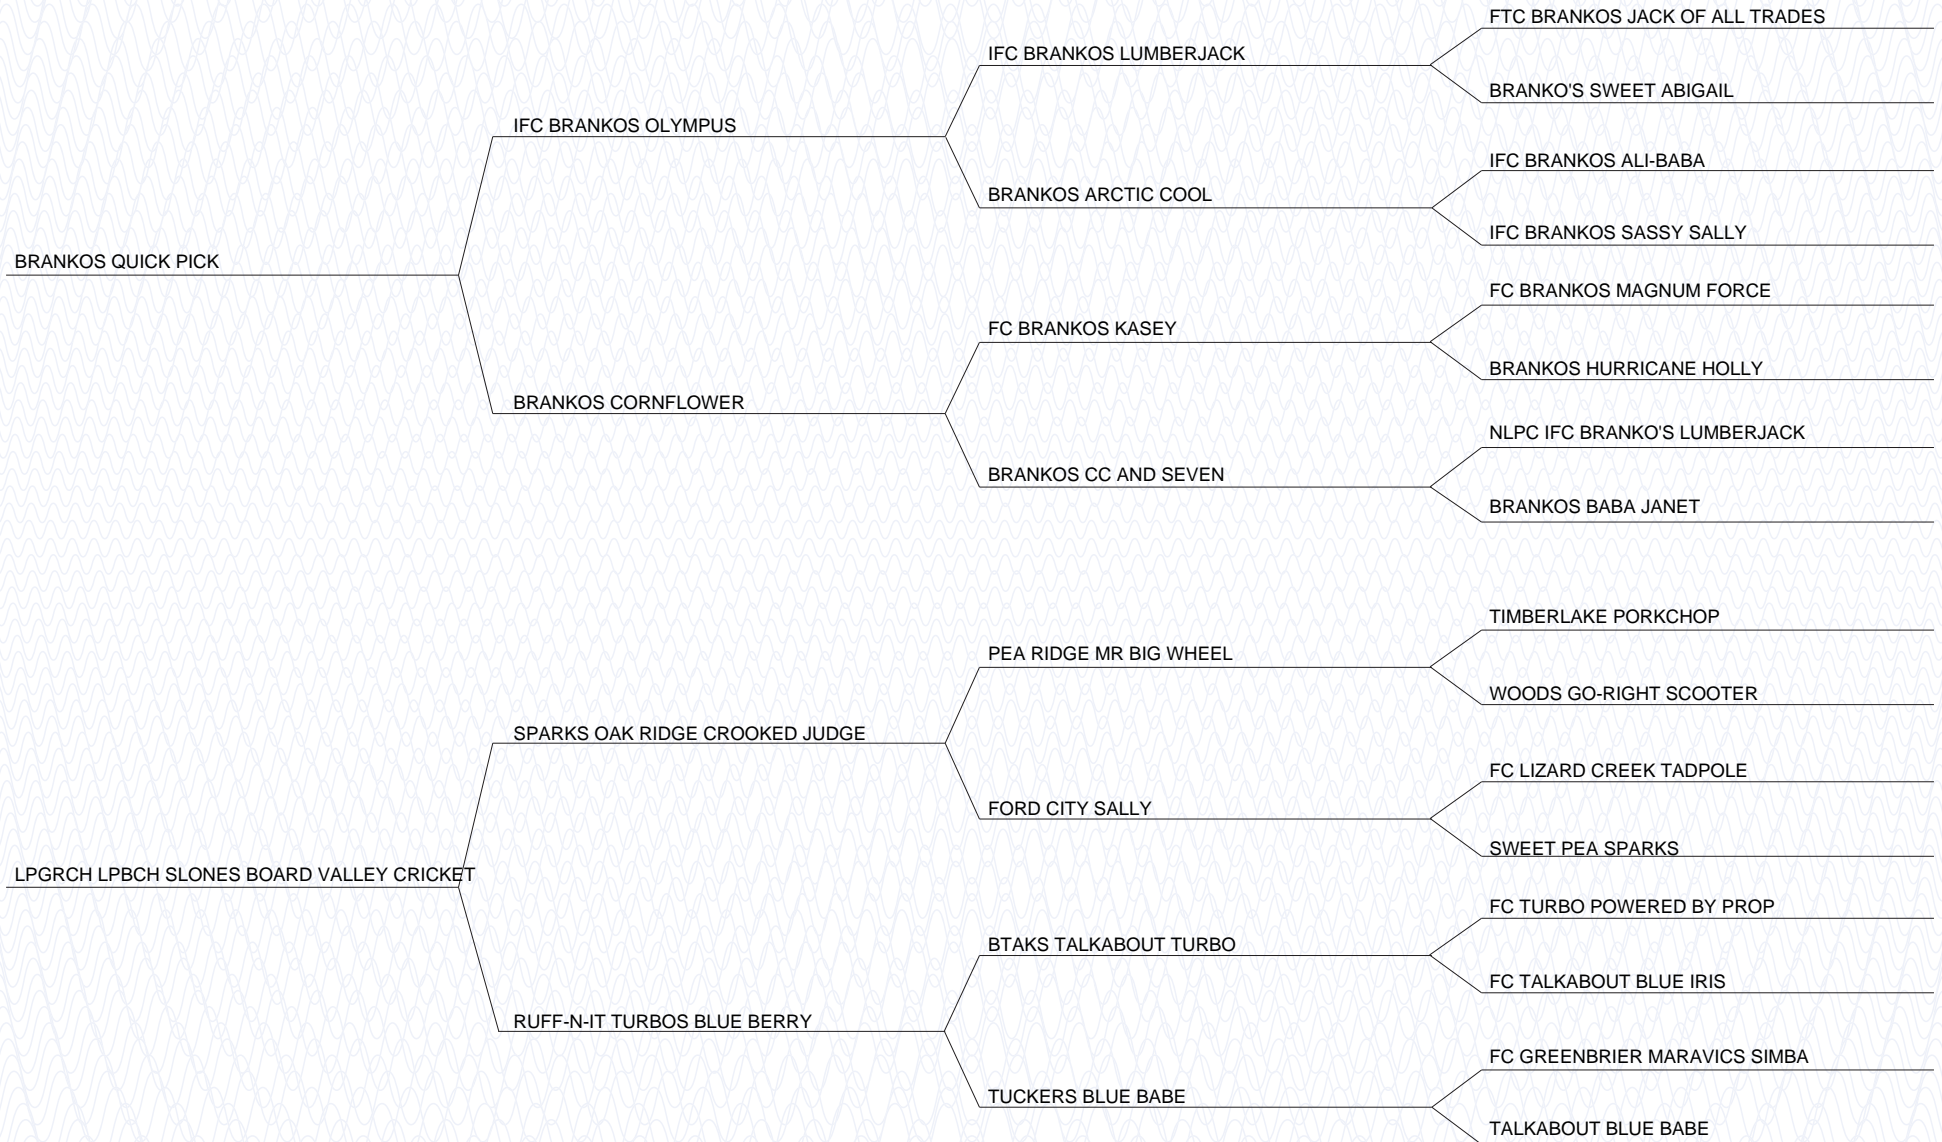 FTC BRANKOS JACK OF ALL TRADES
IFC BRANKOS LUMBERJACK
BRANKO'S SWEET ABIGAIL
IFC BRANKOS OLYMPUS
IFC BRANKOS ALI-BABA
BRANKOS ARCTIC COOL
IFC BRANKOS SASSY SALLY
BRANKOS QUICK PICK
FC BRANKOS MAGNUM FORCE
FC BRANKOS KASEY
BRANKOS HURRICANE HOLLY
BRANKOS CORNFLOWER
NLPC IFC BRANKO'S LUMBERJACK
BRANKOS CC AND SEVEN
BRANKOS BABA JANET
TIMBERLAKE PORKCHOP
PEA RIDGE MR BIG WHEEL
WOODS GO-RIGHT SCOOTER
SPARKS OAK RIDGE CROOKED JUDGE
FC LIZARD CREEK TADPOLE
FORD CITY SALLY
SWEET PEA SPARKS
LPGRCH LPBCH SLONES BOARD VALLEY CRICKET
FC TURBO POWERED BY PROP
BTAKS TALKABOUT TURBO
FC TALKABOUT BLUE IRIS
RUFF-N-IT TURBOS BLUE BERRY
FC GREENBRIER MARAVICS SIMBA
TUCKERS BLUE BABE
TALKABOUT BLUE BABE